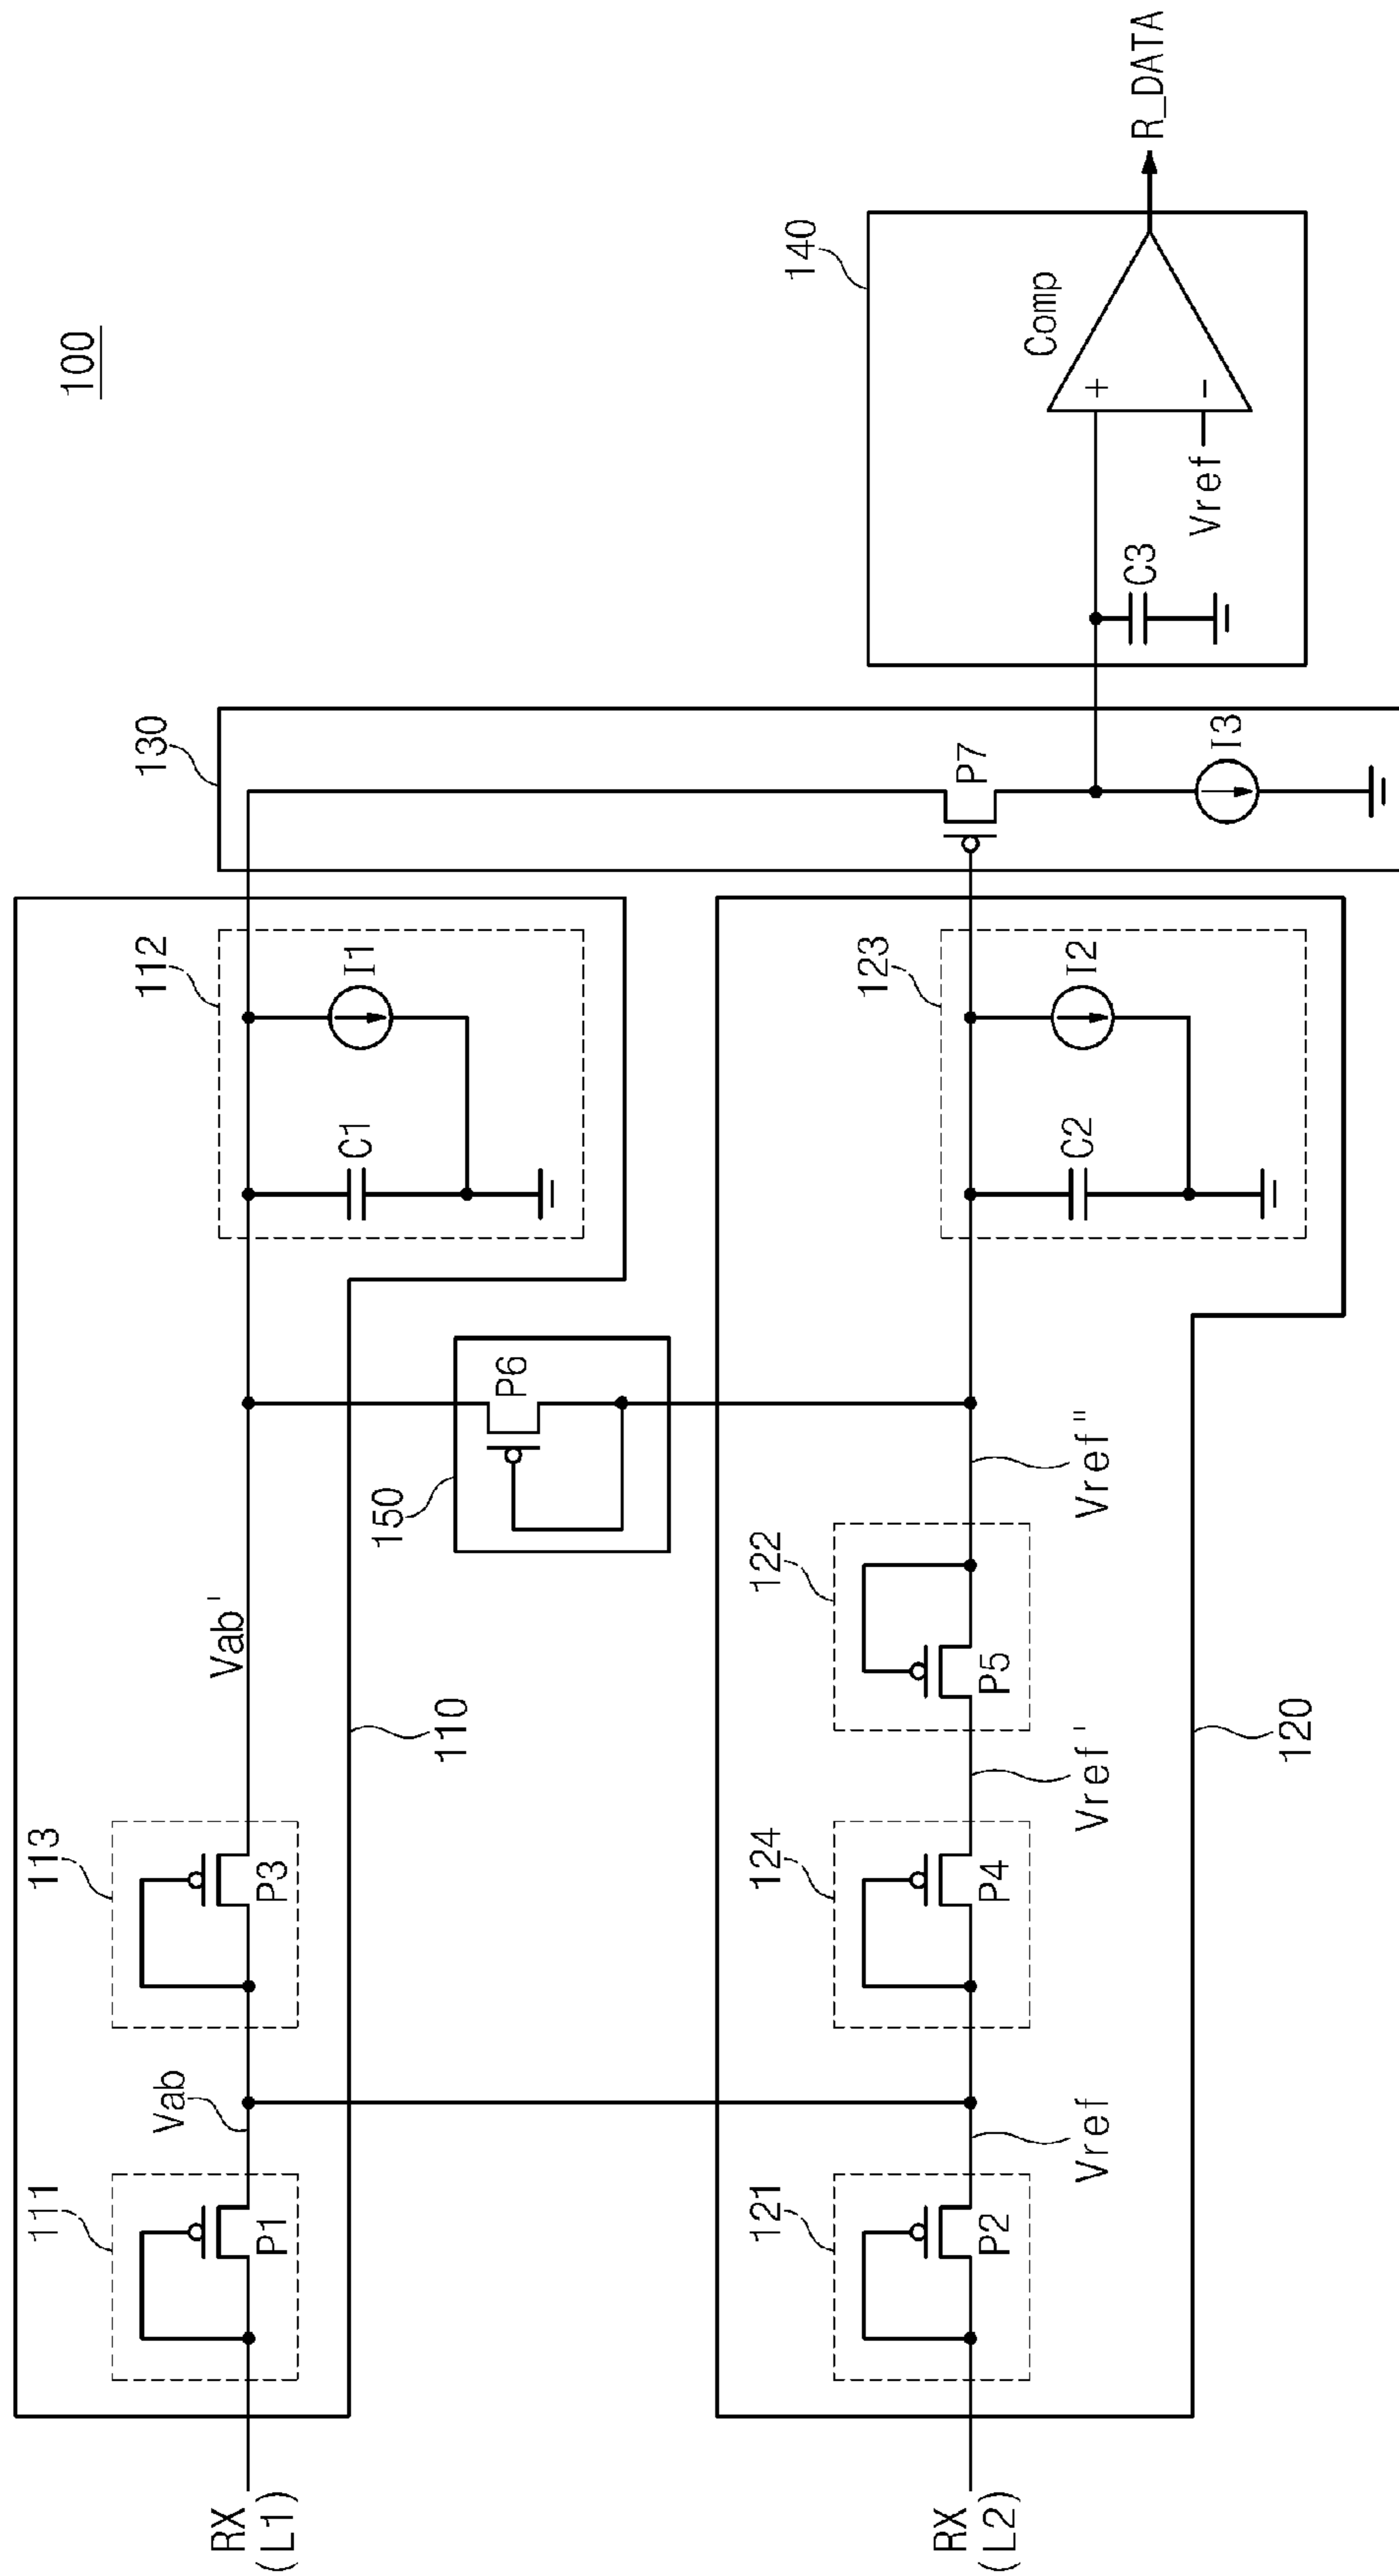 100
RX
(L1)
111
P1
Vab
113
P3
Vab'
110
112
C1
I1
150
P6
130
P7
I3
140
Comp
+
-
Vref
C3
R_DATA
RX
(L2)
121
P2
Vref
124
P4
Vref'
122
P5
Vref"
123
C2
I2
120